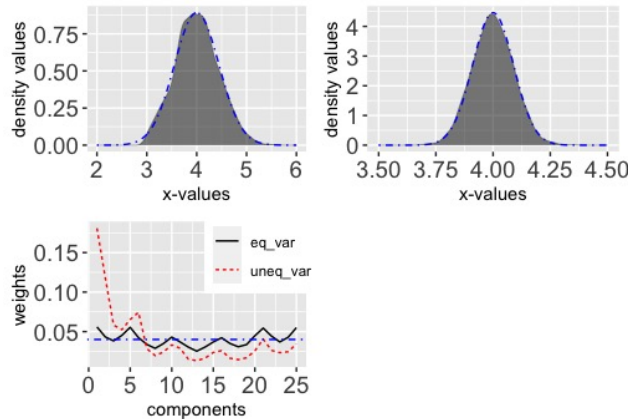 density values
0.75
0.50
0.25
0.00
2 3 4 5 6
x-values
density values
4
3
2
1
0
3.50 3.75 4.00 4.25 4.50
x-values
weights
0.15
0.10
0.05
0 5 10 15 20 25
components
eq_var
uneq_var